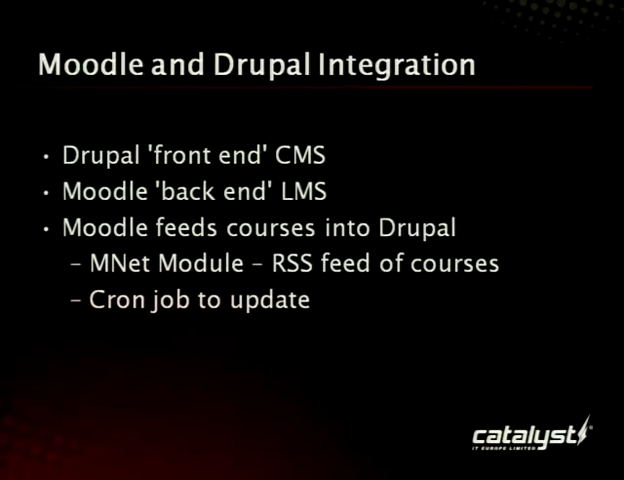 Moodle and Drupal Integration
• Drupal 'front end' CMS
• Moodle 'back end' LMS
• Moodle feeds courses into Drupal
– MNet Module – RSS feed of courses
– Cron job to update
catalyst
IT EUROPE LIMITED